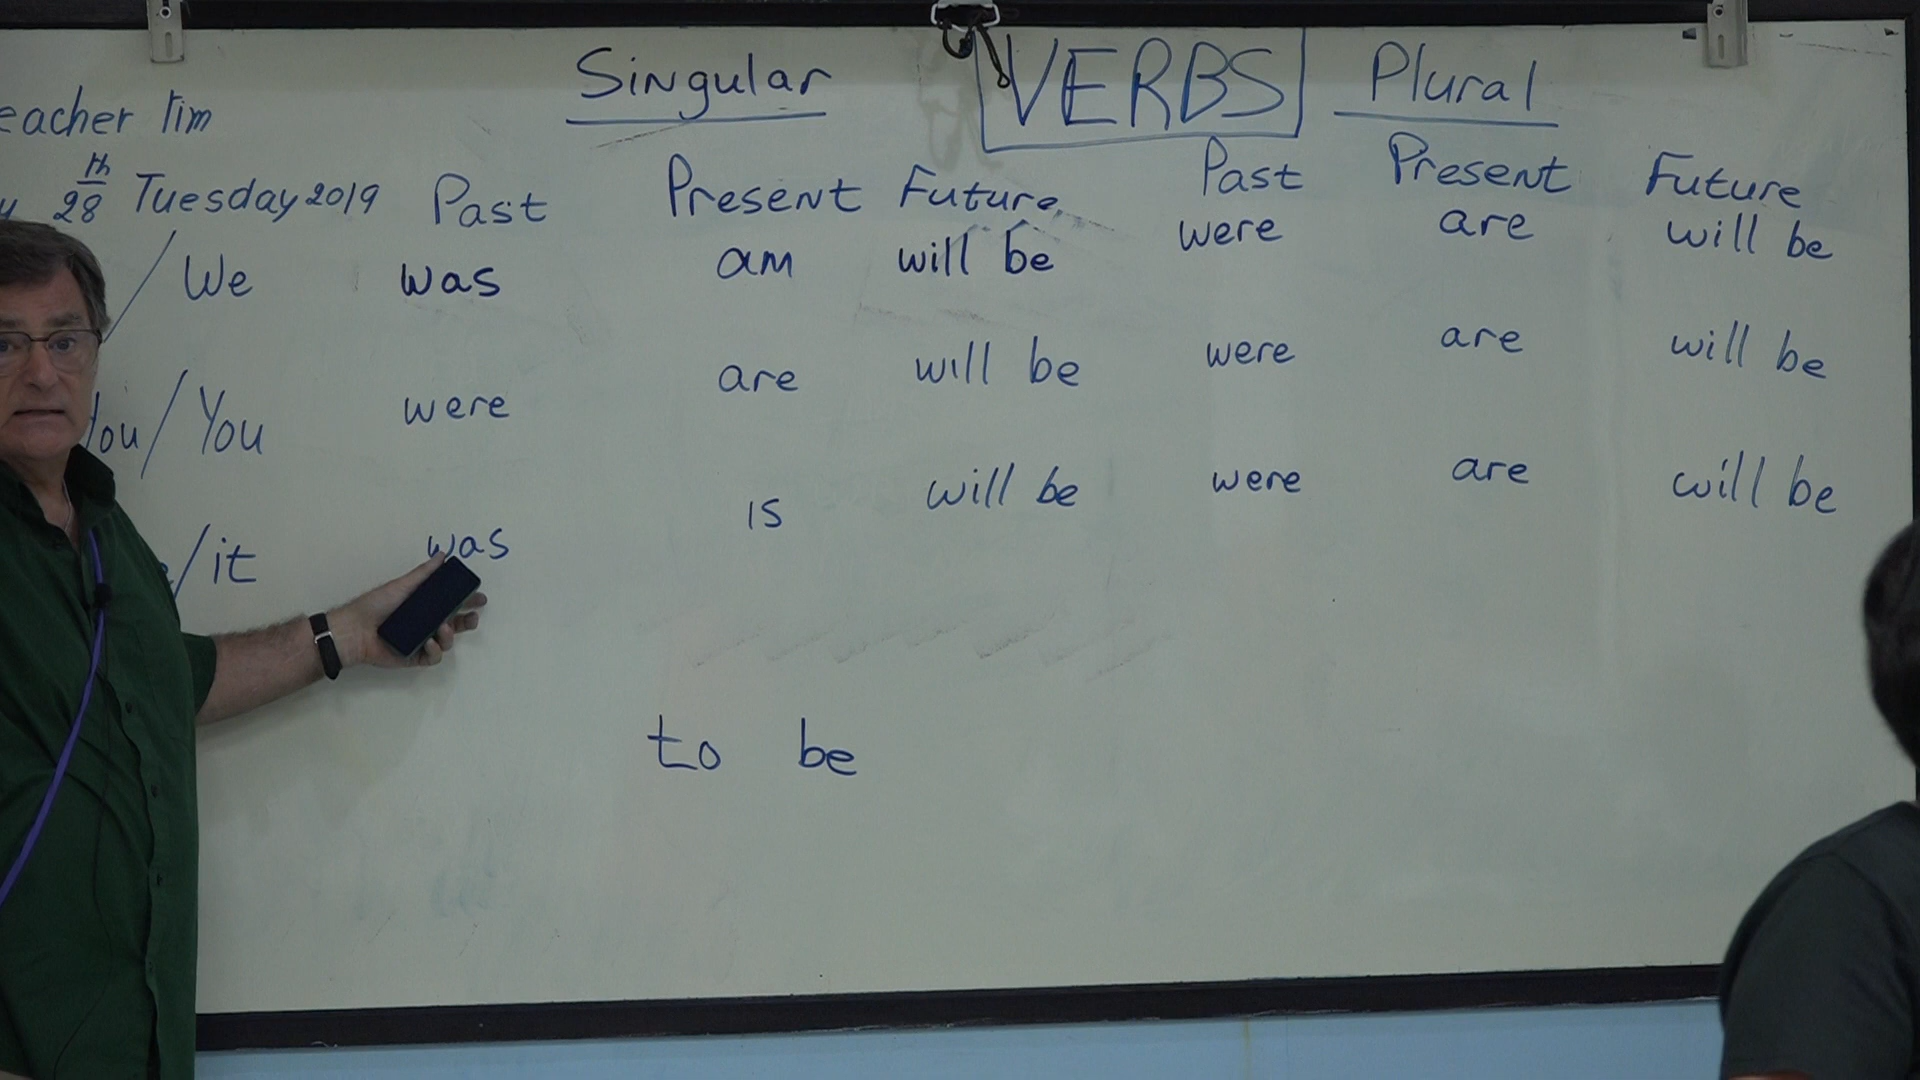 Singular VERBS Plural
eacher Tim
28th Tuesday 2019 Past Present Future Past Present Future
/ We was am will be were are will be
You / You were are will be were are will be
/ it was is will be were are will be
to be